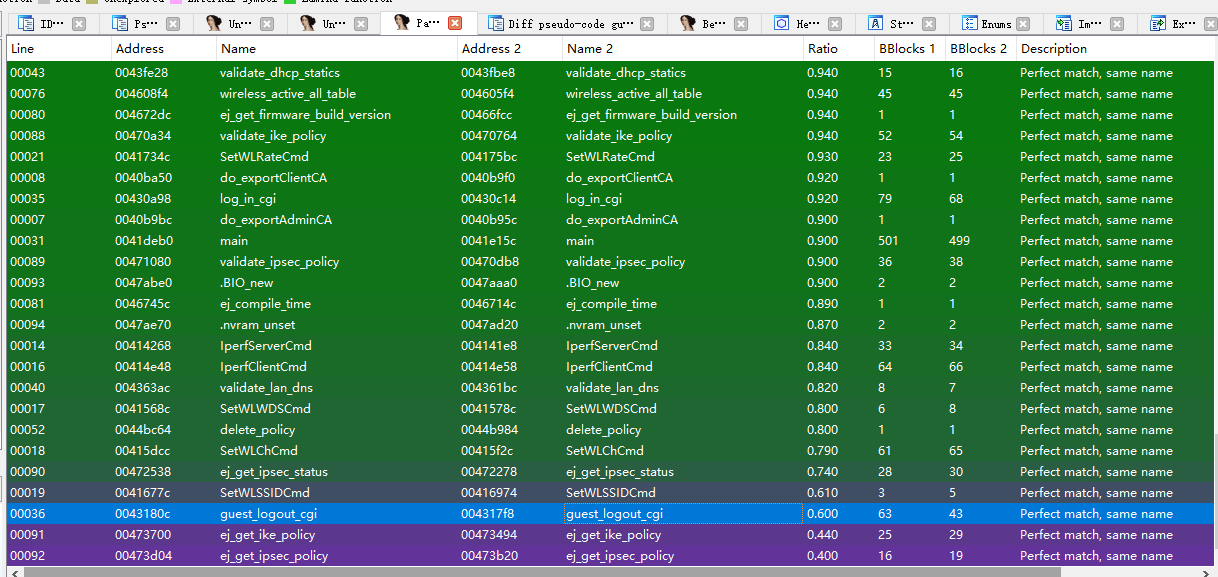 Unexplored External symbol Lumina function
ID··· Ps··· Un··· Un··· Pa··· Diff pseudo-code gu··· Be··· He··· St··· Enums Im··· Ex···
Line Address Name Address 2 Name 2 Ratio BBlocks 1 BBlocks 2 Description
00043 0043fe28 validate_dhcp_statics 0043fbe8 validate_dhcp_statics 0.940 15 16 Perfect match, same name
00076 004608f4 wireless_active_all_table 004605f4 wireless_active_all_table 0.940 45 45 Perfect match, same name
00080 004672dc ej_get_firmware_build_version 00466fcc ej_get_firmware_build_version 0.940 1 1 Perfect match, same name
00088 00470a34 validate_ike_policy 00470764 validate_ike_policy 0.940 52 54 Perfect match, same name
00021 0041734c SetWLRateCmd 004175bc SetWLRateCmd 0.930 23 25 Perfect match, same name
00008 0040ba50 do_exportClientCA 0040b9f0 do_exportClientCA 0.920 1 1 Perfect match, same name
00035 00430a98 log_in_cgi 00430c14 log_in_cgi 0.920 79 68 Perfect match, same name
00007 0040b9bc do_exportAdminCA 0040b95c do_exportAdminCA 0.900 1 1 Perfect match, same name
00031 0041deb0 main 0041e15c main 0.900 501 499 Perfect match, same name
00089 00471080 validate_ipsec_policy 00470db8 validate_ipsec_policy 0.900 36 38 Perfect match, same name
00093 0047abe0 .BIO_new 0047aaa0 .BIO_new 0.900 2 2 Perfect match, same name
00081 0046745c ej_compile_time 0046714c ej_compile_time 0.890 1 1 Perfect match, same name
00094 0047ae70 .nvram_unset 0047ad20 .nvram_unset 0.870 2 2 Perfect match, same name
00014 00414268 IperfServerCmd 004141e8 IperfServerCmd 0.840 33 34 Perfect match, same name
00016 00414e48 IperfClientCmd 00414e58 IperfClientCmd 0.840 64 66 Perfect match, same name
00040 004363ac validate_lan_dns 004361bc validate_lan_dns 0.820 8 7 Perfect match, same name
00017 0041568c SetWLWDSCmd 0041578c SetWLWDSCmd 0.800 6 8 Perfect match, same name
00052 0044bc64 delete_policy 0044b984 delete_policy 0.800 1 1 Perfect match, same name
00018 00415dcc SetWLChCmd 00415f2c SetWLChCmd 0.790 61 65 Perfect match, same name
00090 00472538 ej_get_ipsec_status 00472278 ej_get_ipsec_status 0.740 28 30 Perfect match, same name
00019 0041677c SetWLSSIDCmd 00416974 SetWLSSIDCmd 0.610 3 5 Perfect match, same name
00036 0043180c guest_logout_cgi 004317f8 guest_logout_cgi 0.600 63 43 Perfect match, same name
00091 00473700 ej_get_ike_policy 00473494 ej_get_ike_policy 0.440 25 29 Perfect match, same name
00092 00473d04 ej_get_ipsec_policy 00473b20 ej_get_ipsec_policy 0.400 16 19 Perfect match, same name